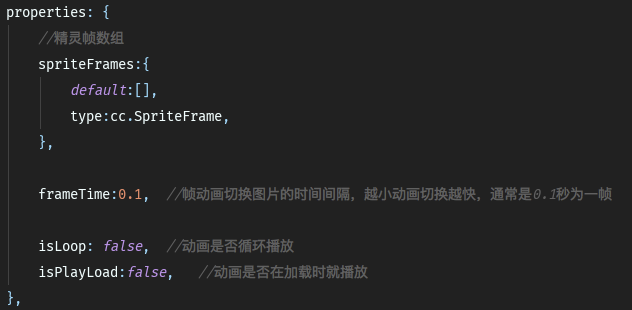 properties: {
//精灵帧数组
spriteFrames:{
default:[],
type:cc.SpriteFrame,
},
frameTime:0.1,  //帧动画切换图片的时间间隔，越小动画切换越快，通常是0.1秒为一帧
isLoop: false,  //动画是否循环播放
isPlayLoad:false,   //动画是否在加载时就播放
},